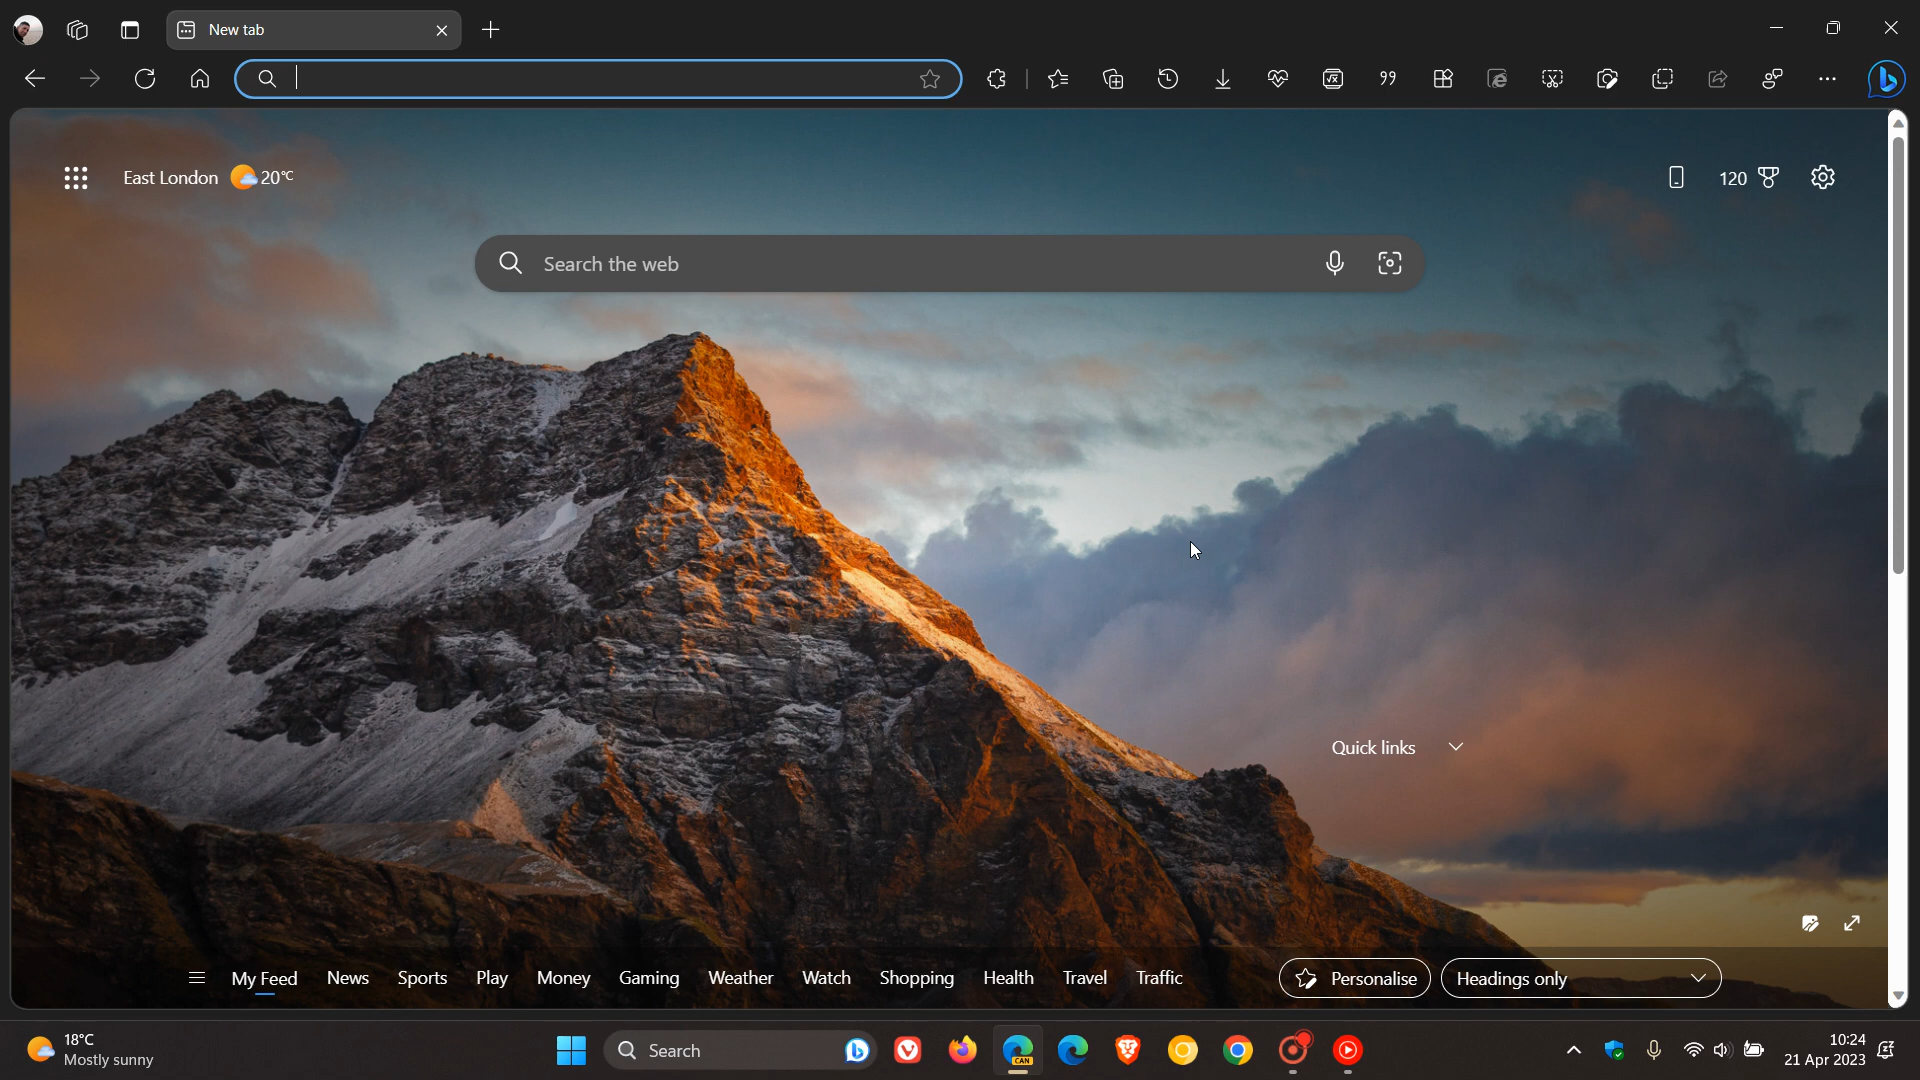 New tab
East London 20°C
120
Search the web
Quick links
My Feed News Sports Play Money Gaming Weather Watch Shopping Health Travel Traffic Personalise Headings only
18°C
Mostly sunny
Search
CAN
10:24
21 Apr 2023